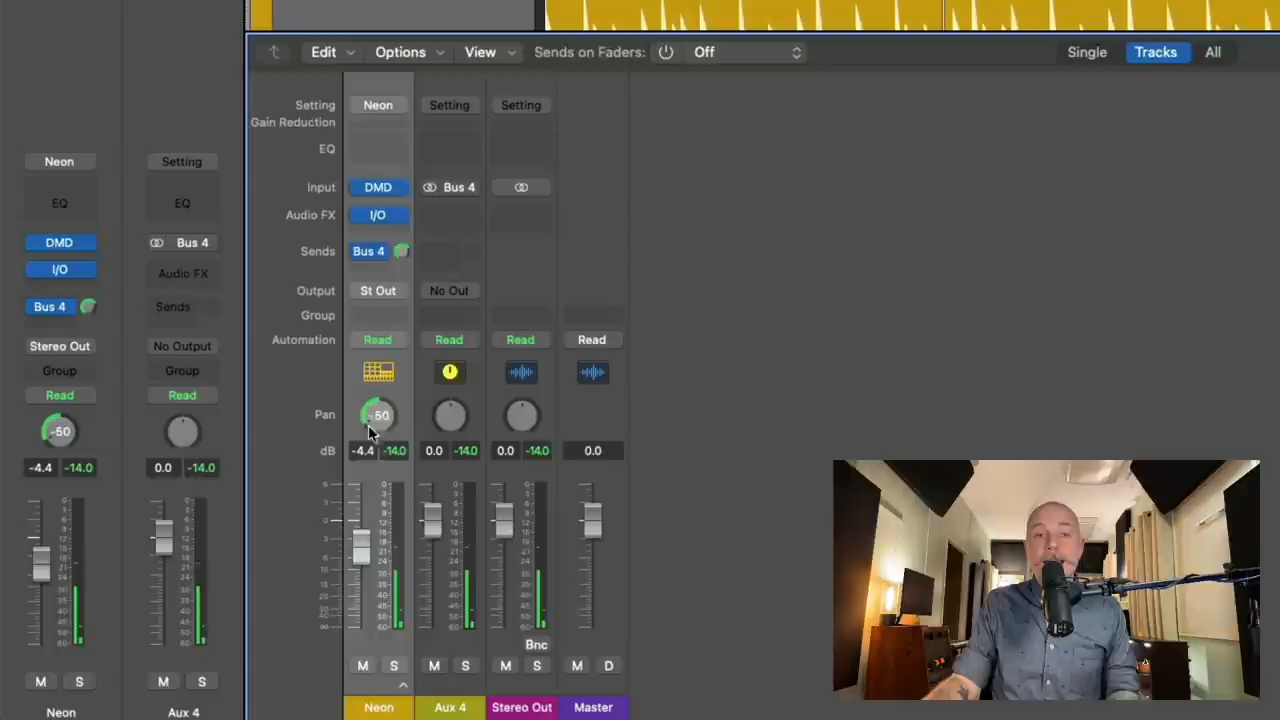 Edit Options View Sends on Faders: Off Single Tracks All
Setting Neon Setting Setting
Gain Reduction
EQ
Input DMD Bus 4
Audio FX I/O
Sends Bus 4
Output St Out No Out
Group
Automation Read Read Read Read
Pan -50
dB -4.4 -14.0 0.0 -14.0 0.0 -14.0 0.0
Bnc
M S M S M S M D
Neon Aux 4 Stereo Out Master
Neon Setting
EQ EQ
DMD Bus 4
I/O Audio FX
Bus 4 Sends
Stereo Out No Output
Group Group
Read Read
-50
-4.4 -14.0 0.0 -14.0
M S M S
Neon Aux 4